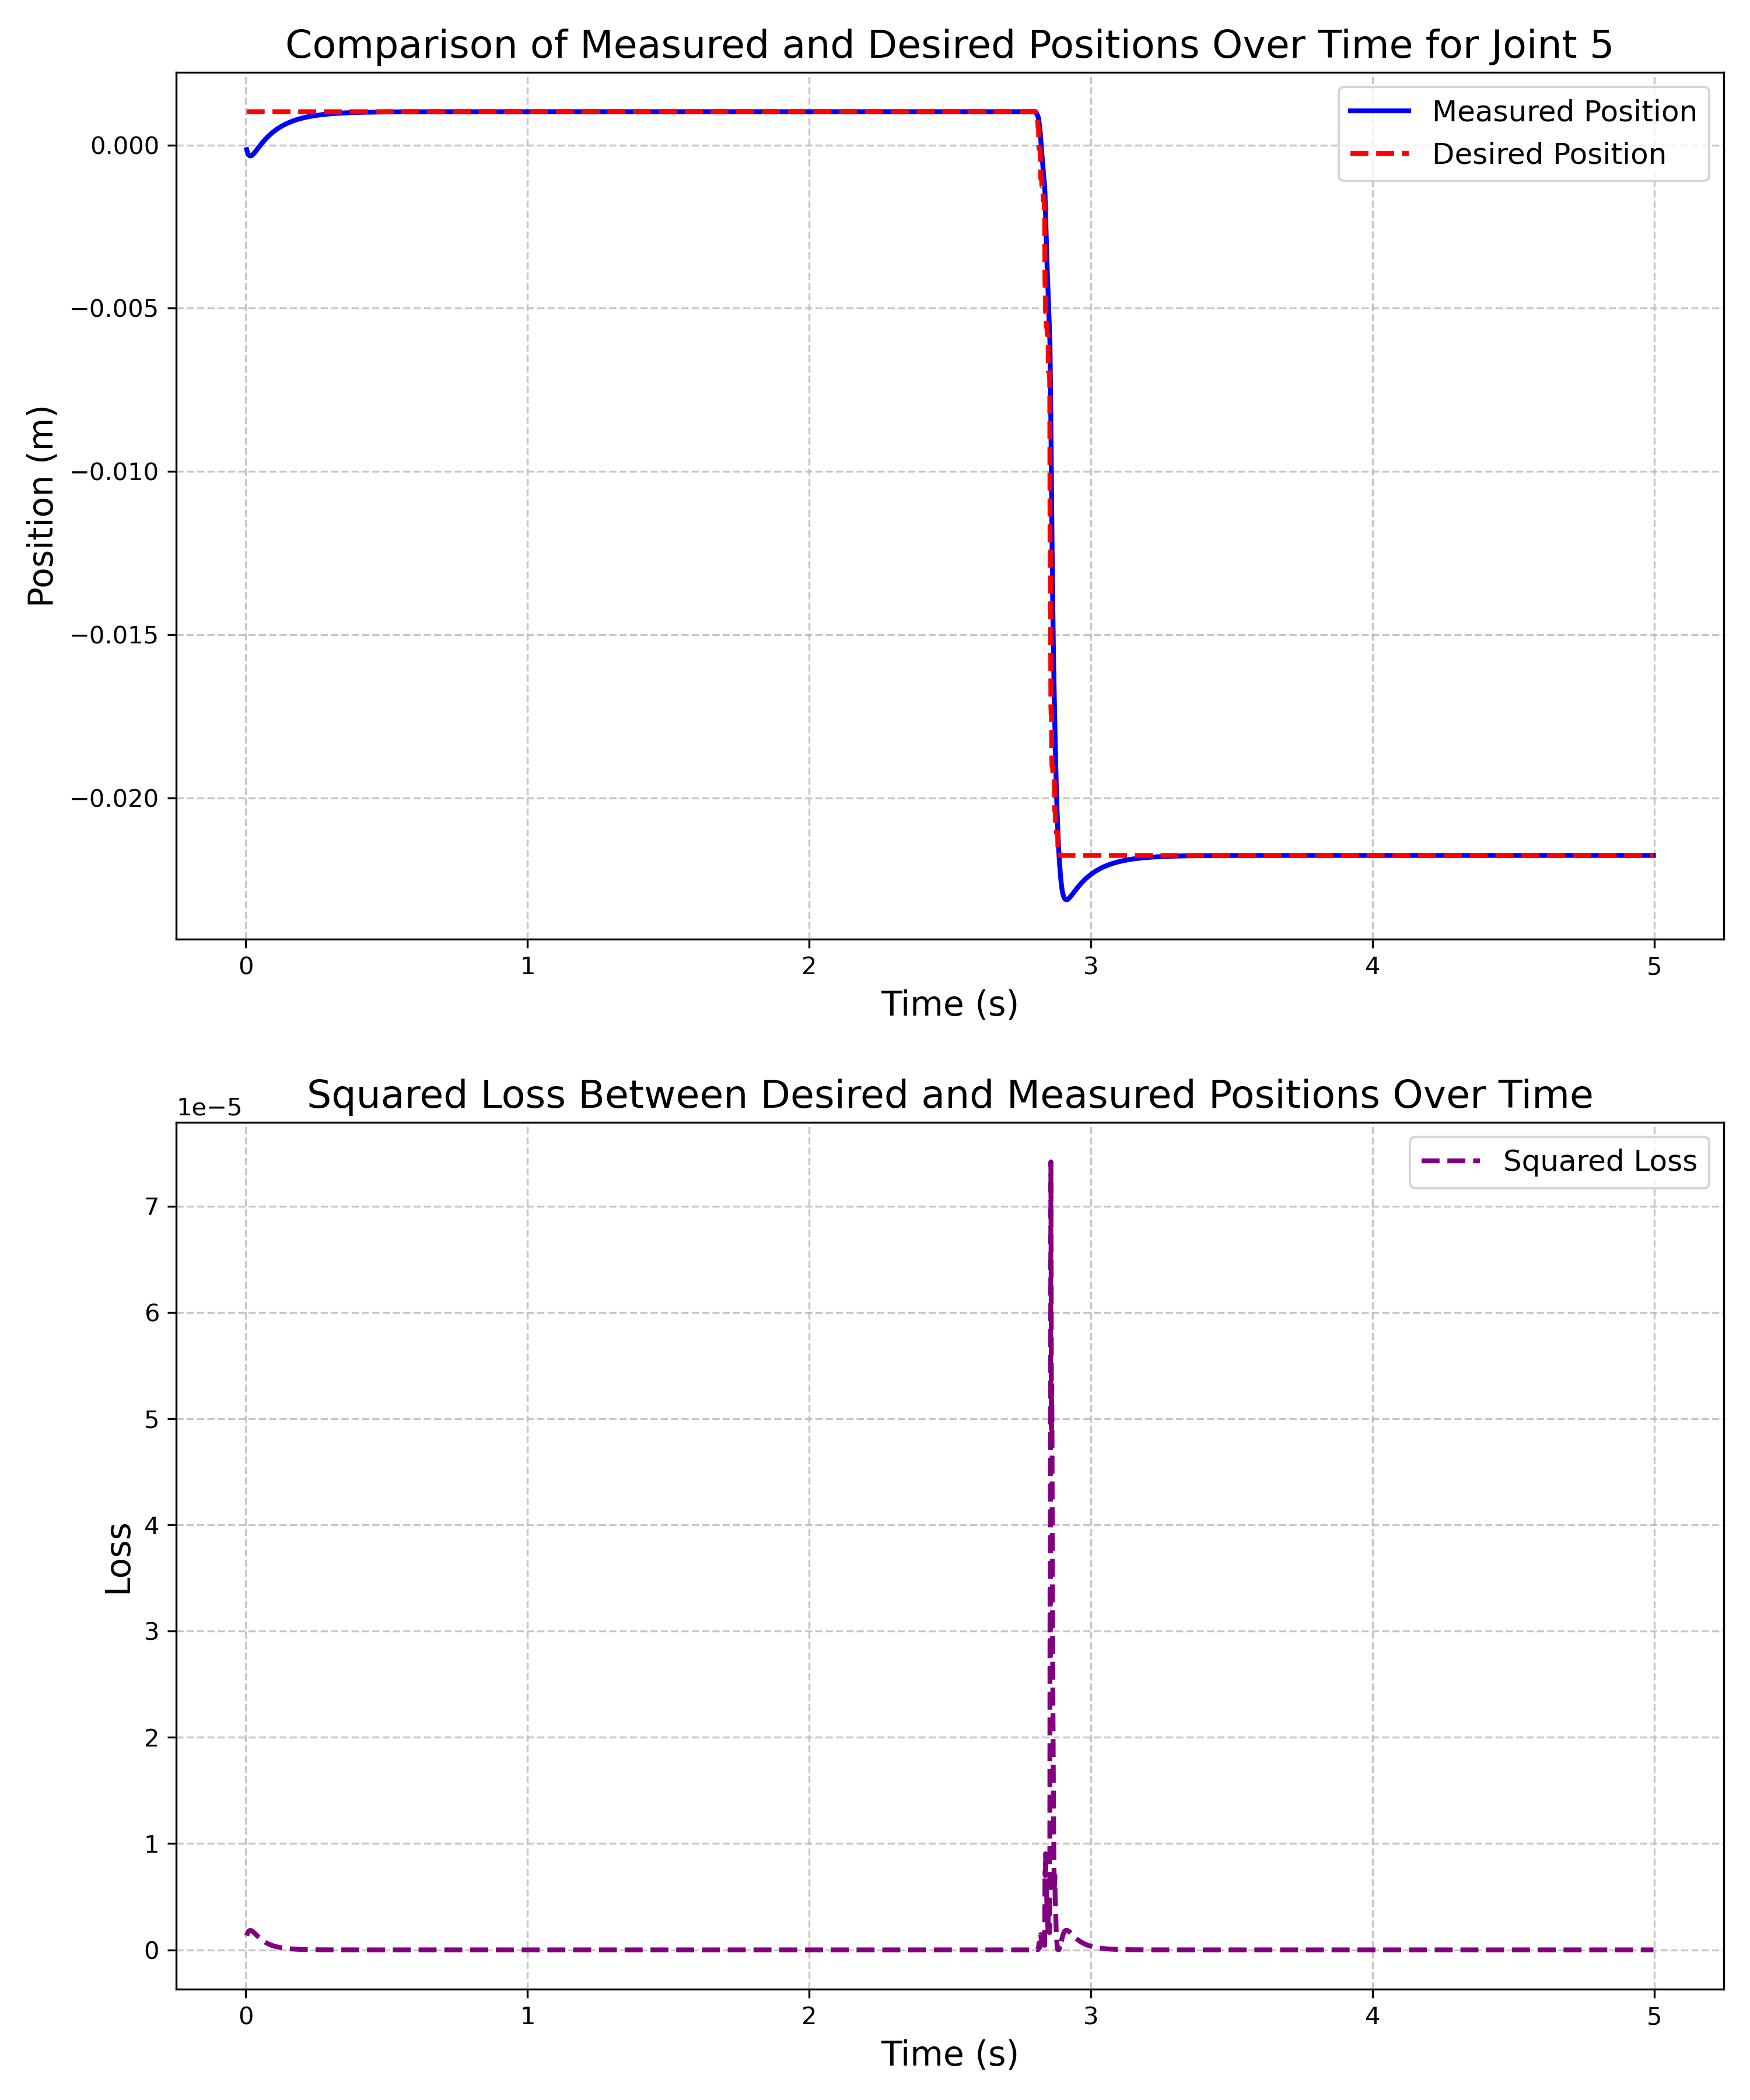 Comparison of Measured and Desired Positions Over Time for Joint 5
Measured Position
Desired Position
0.000
−0.005
−0.010
−0.015
−0.020
Position (m)
0 1 2 3 4 5
Time (s)
Squared Loss Between Desired and Measured Positions Over Time
1e−5
Squared Loss
7
6
5
4
3
2
1
0
Loss
0 1 2 3 4 5
Time (s)